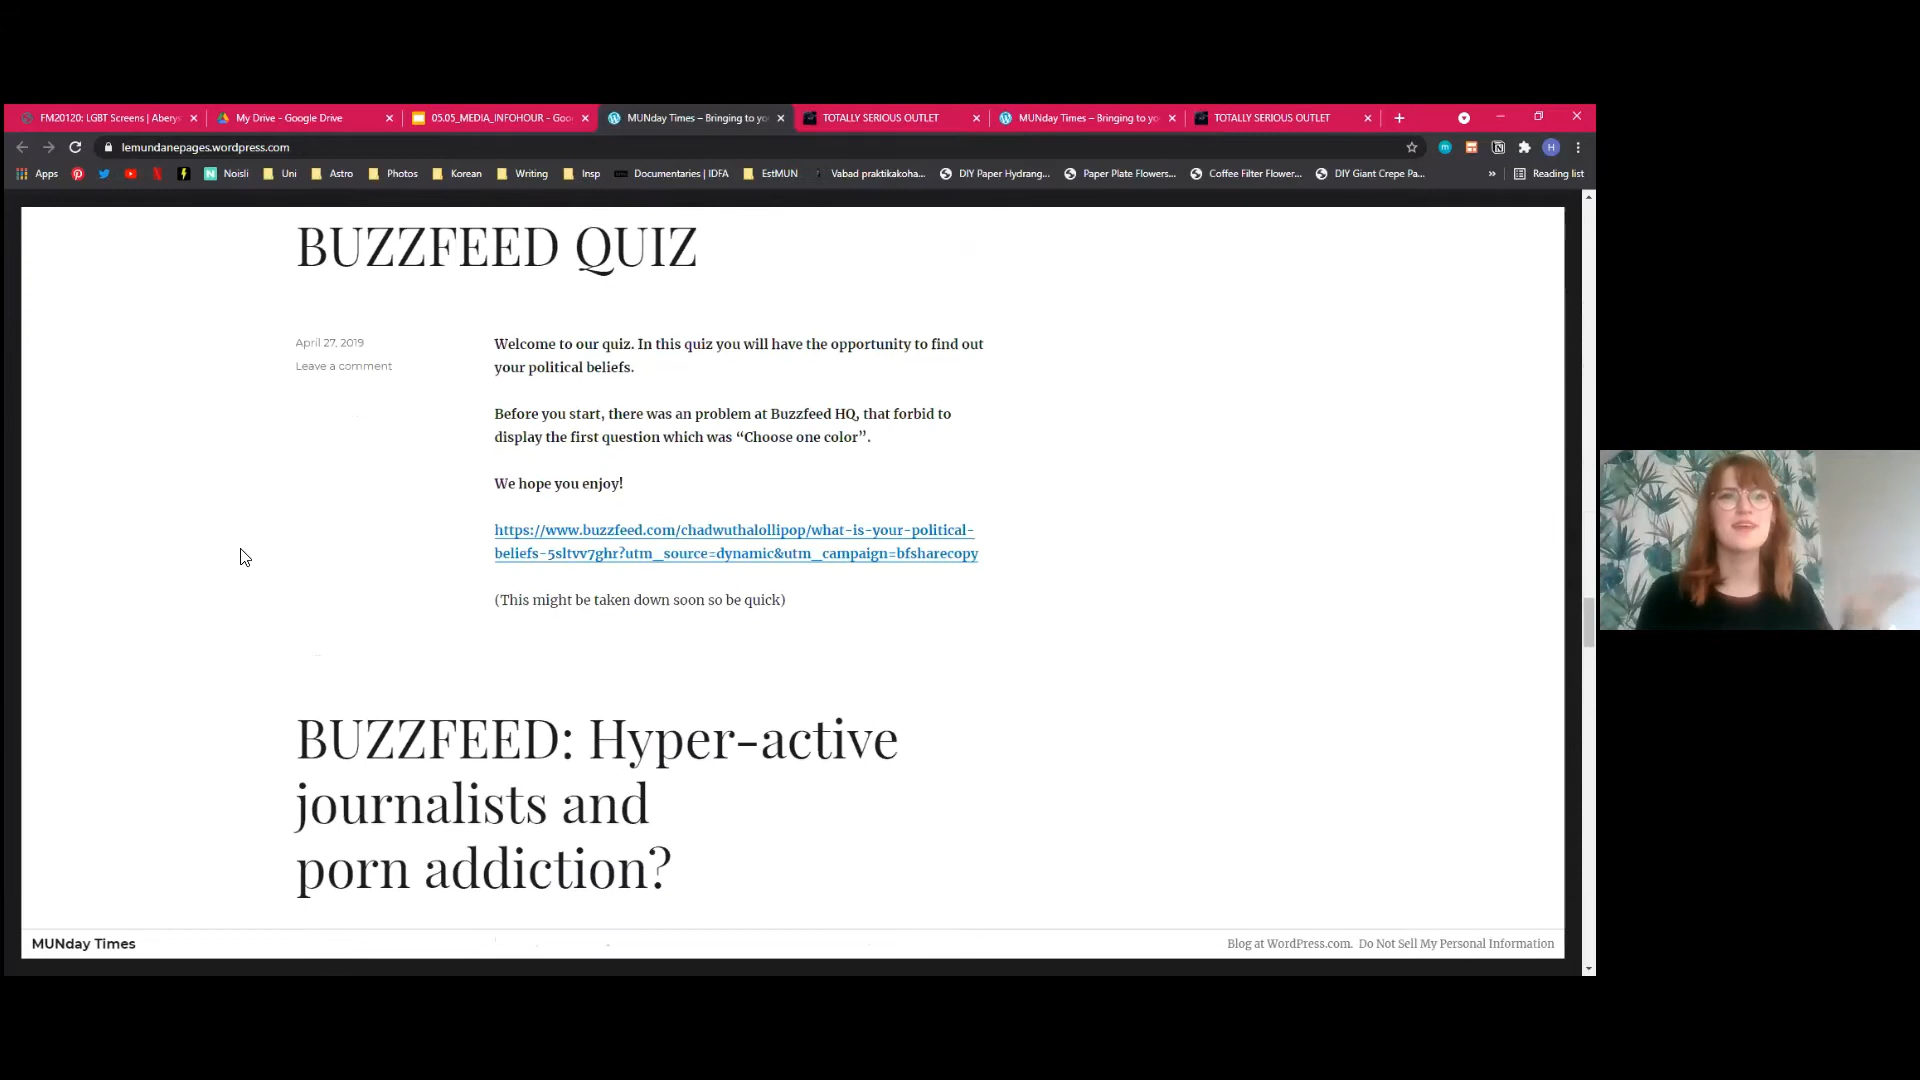 FM20120: LGBT Screens | Aberys
My Drive - Google Drive
05.05_MEDIA_INFOHOUR - Goo
MUNday Times – Bringing to yo
TOTALLY SERIOUS OUTLET
MUNday Times – Bringing to yo
TOTALLY SERIOUS OUTLET
lemundanepages.wordpress.com
H
Apps
Noisli
Uni
Astro
Photos
Korean
Writing
Insp
Documentaries | IDFA
EstMUN
Vabad praktikakoha...
DIY Paper Hydrang...
Paper Plate Flowers...
Coffee Filter Flower...
DIY Giant Crepe Pa...
»
Reading list
BUZZFEED QUIZ
April 27, 2019
Leave a comment
Welcome to our quiz. In this quiz you will have the opportunity to find out
your political beliefs.
Before you start, there was an problem at Buzzfeed HQ, that forbid to
display the first question which was “Choose one color”.
We hope you enjoy!
https://www.buzzfeed.com/chadwuthalollipop/what-is-your-political-
beliefs-5sltvv7ghr?utm_source=dynamic&utm_campaign=bfsharecopy
(This might be taken down soon so be quick)
BUZZFEED: Hyper-active
journalists and
porn addiction?
MUNday Times
Blog at WordPress.com. Do Not Sell My Personal Information